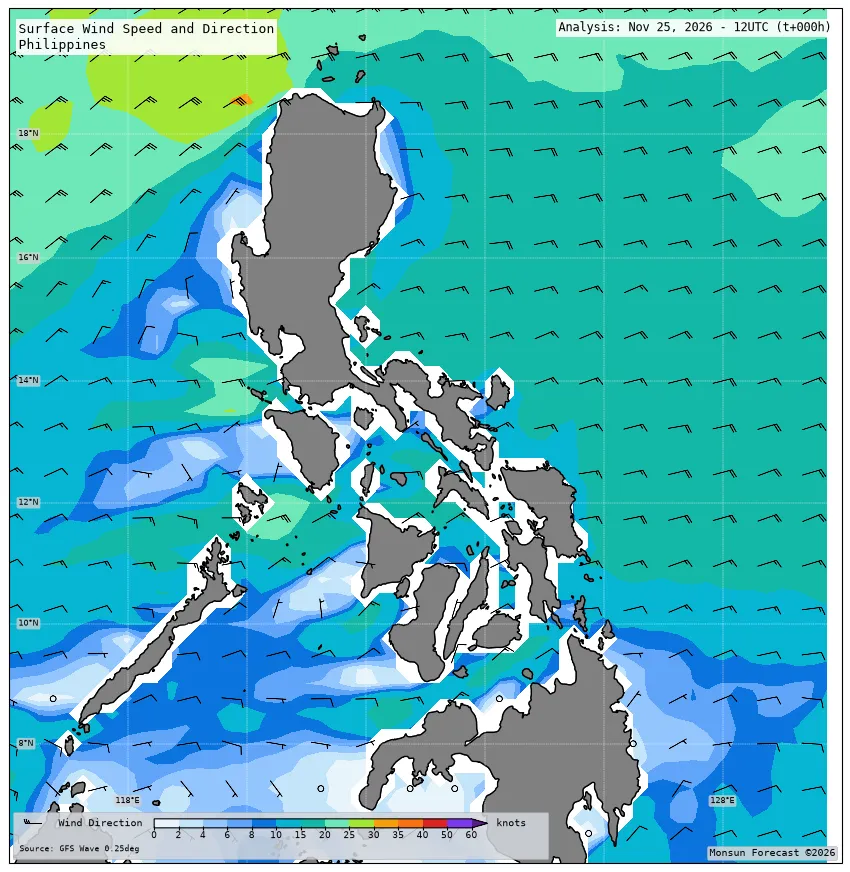 Surface Wind Speed and Direction
Philippines
Analysis: Nov 25, 2026 - 12UTC (t+000h)
18°N
16°N
14°N
12°N
10°N
8°N
118°E
128°E
Wind Direction
knots
0 2 4 6 8 10 15 20 25 30 35 40 50 60
Source: GFS Wave 0.25deg
Monsun Forecast ©2026